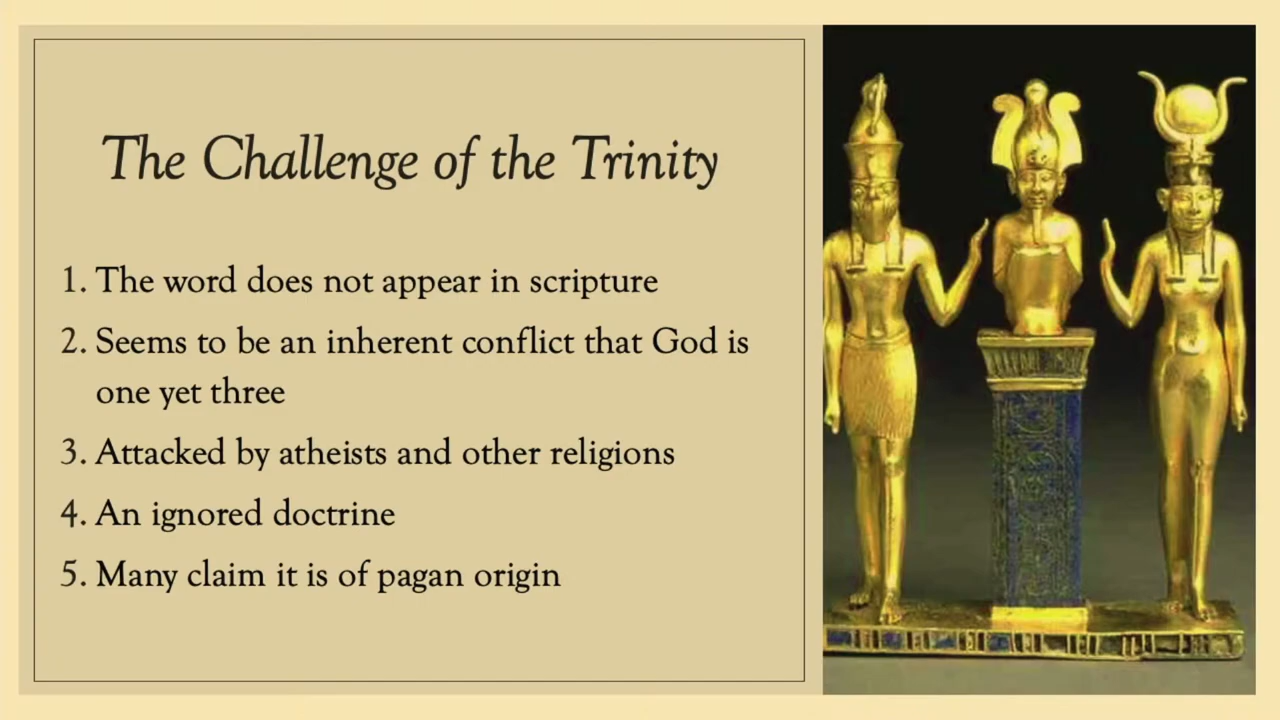 The Challenge of the Trinity
1. The word does not appear in scripture
2. Seems to be an inherent conflict that God is
one yet three
3. Attacked by atheists and other religions
4. An ignored doctrine
5. Many claim it is of pagan origin